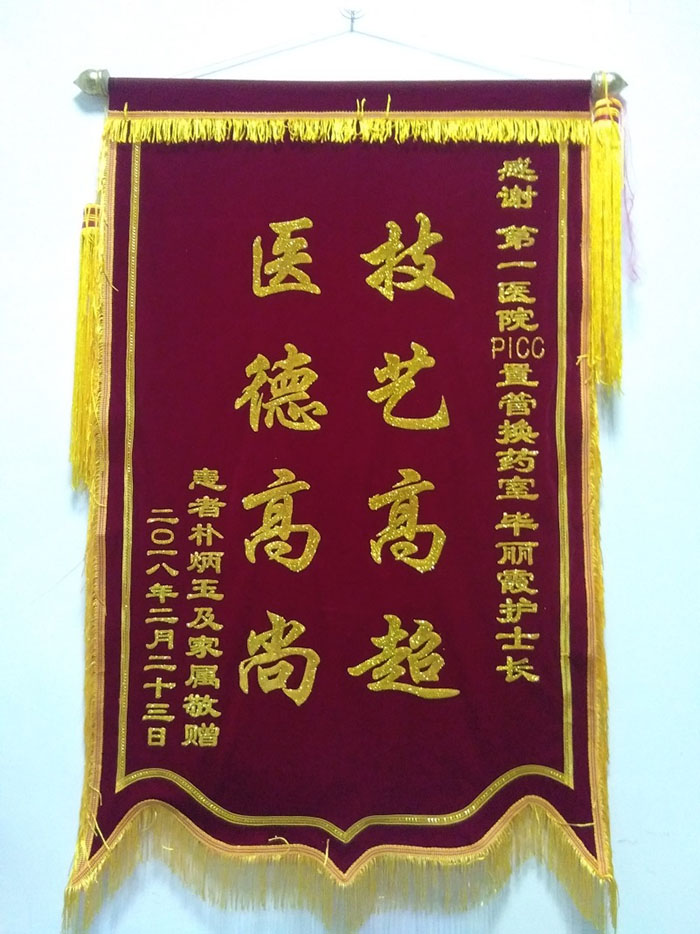 感谢 第一医院PICC置管换药室 毕丽霞护士长
技艺高超
医德高尚
患者朴炳玉及家属敬赠
二〇一八年二月二十三日